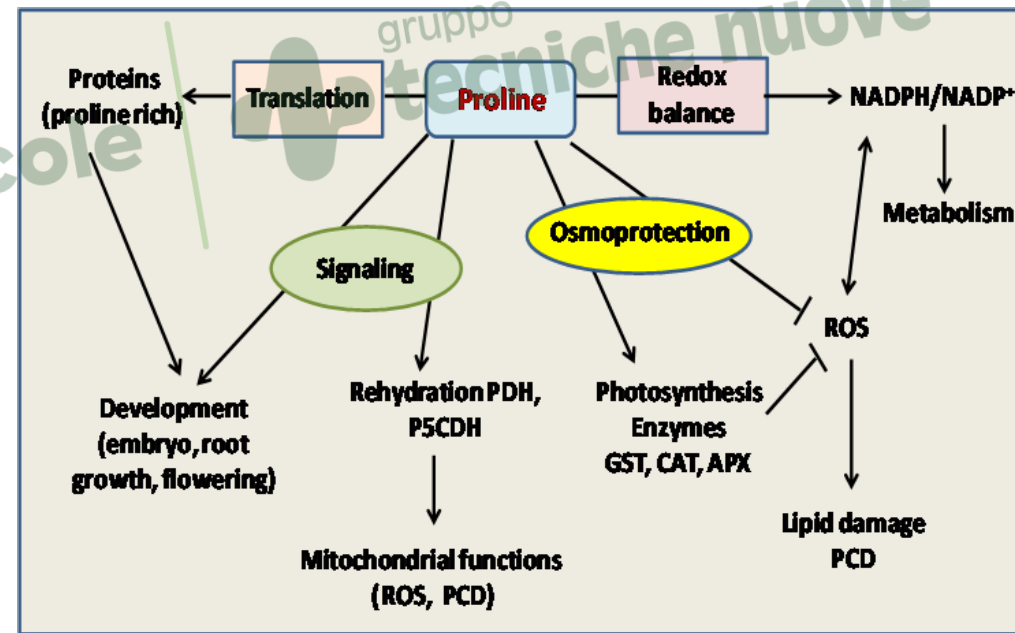 gruppo
tecniche nuove
cole
Proteins
(proline rich)
Translation
Proline
Redox
balance
NADPH/NADP+
Metabolism
Signaling
Osmoprotection
ROS
Development
(embryo, root
growth, flowering)
Rehydration PDH,
P5CDH
Photosynthesis
Enzymes
GST, CAT, APX
Mitochondrial functions
(ROS, PCD)
Lipid damage
PCD